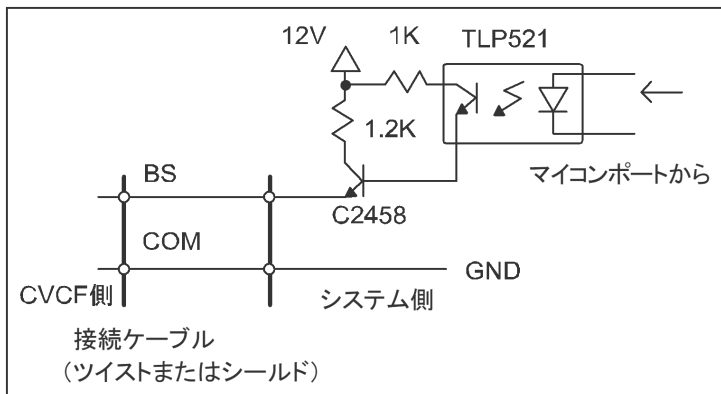 12V
1K
TLP521
1.2K
マイコンポートから
BS
C2458
COM
GND
CVCF側
システム側
接続ケーブル
（ツイストまたはシールド）